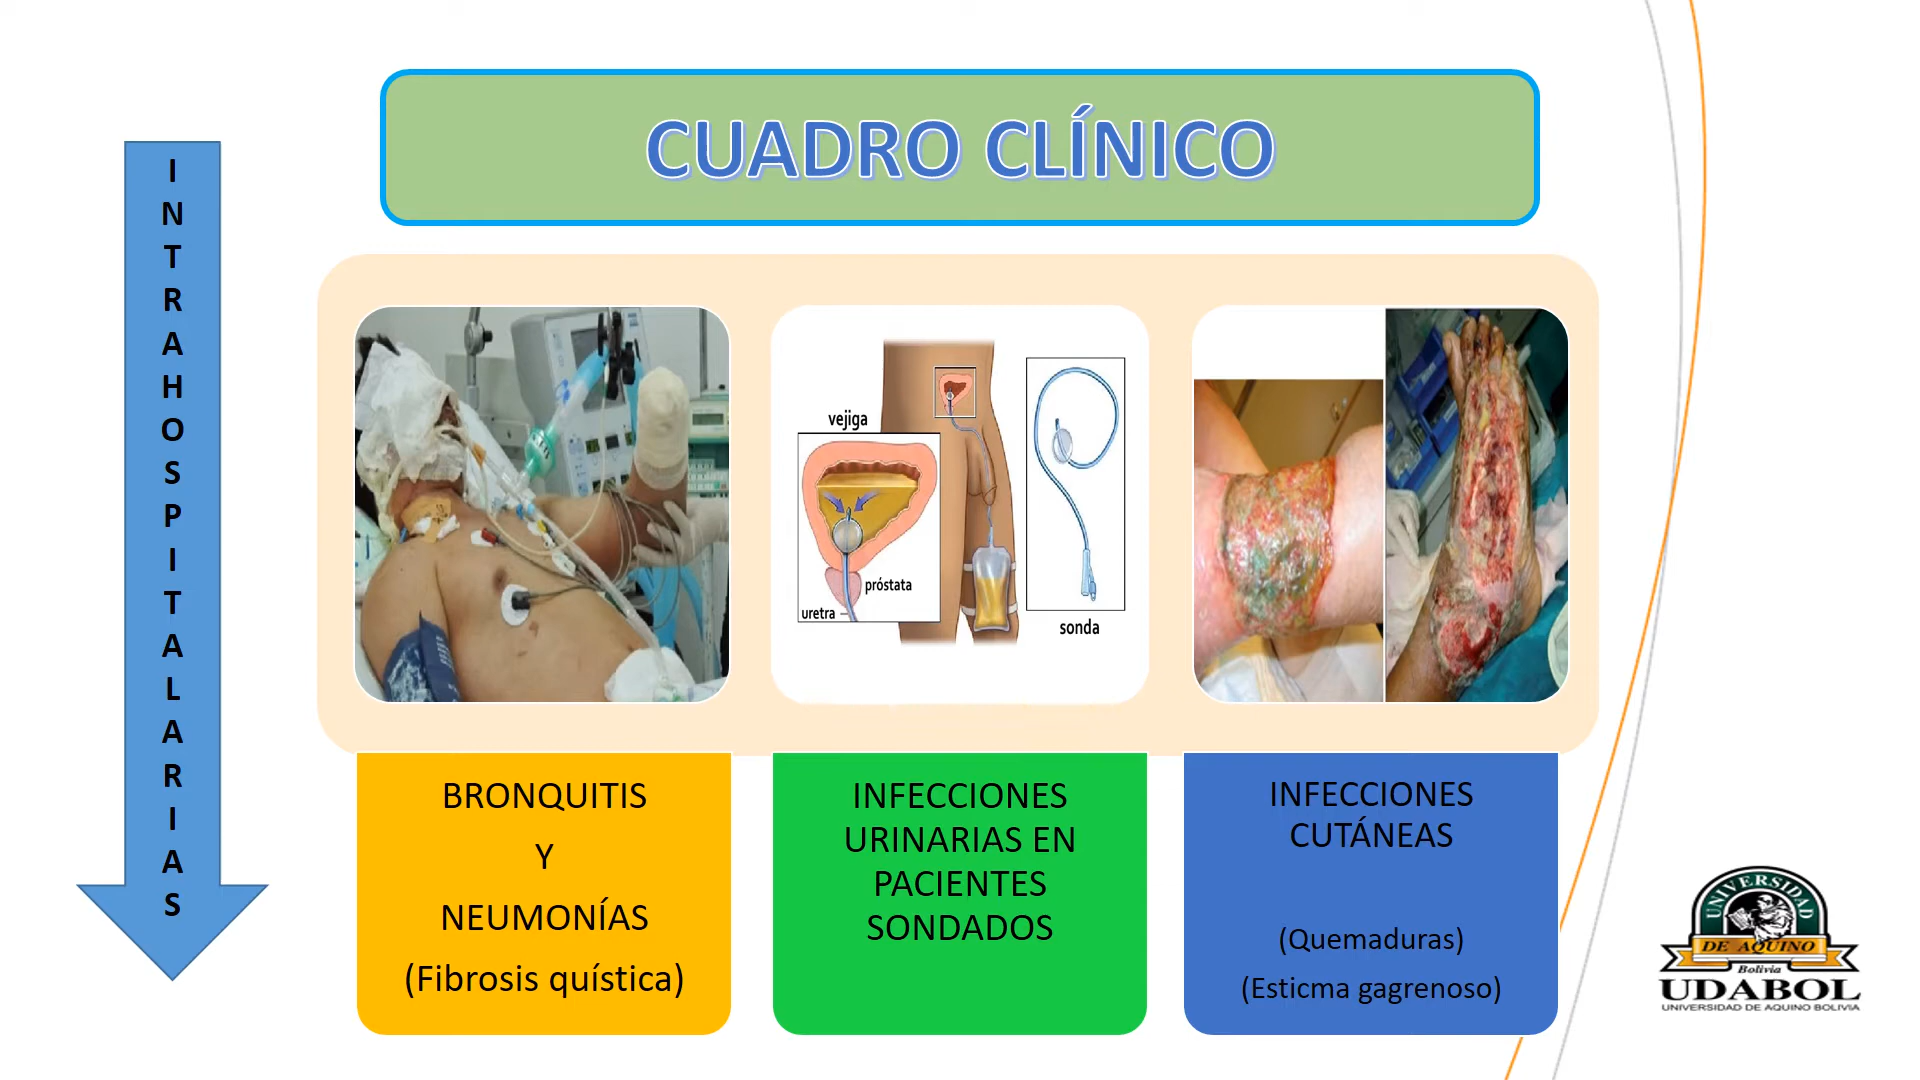 CUADRO CLÍNICO
INTRAHOSPITALARIAS
vejiga
próstata
uretra
sonda
BRONQUITIS
Y
NEUMONÍAS
(Fibrosis quística)
INFECCIONES
URINARIAS EN
PACIENTES
SONDADOS
INFECCIONES
CUTÁNEAS
(Quemaduras)
(Esticma gagrenoso)
UNIVERSIDAD
DE AQUINO
Bolivia
UDABOL
UNIVERSIDAD DE AQUINO BOLIVIA